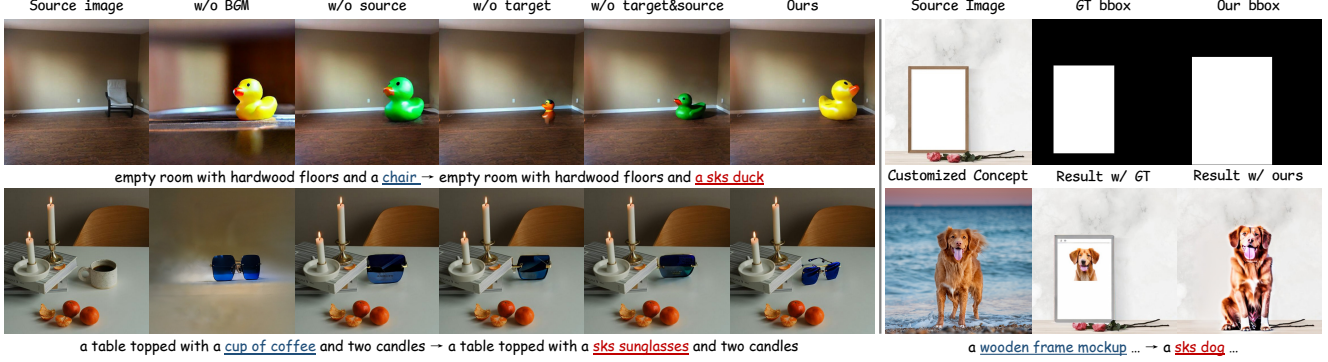 Source image w/o BGM w/o source w/o target w/o target&source Ours
empty room with hardwood floors and a chair → empty room with hardwood floors and a sks duck
a table topped with a cup of coffee and two candles → a table topped with a sks sunglasses and two candles
Source Image GT bbox Our bbox
Customized Concept Result w/ GT Result w/ ours
a wooden frame mockup ... → a sks dog ...